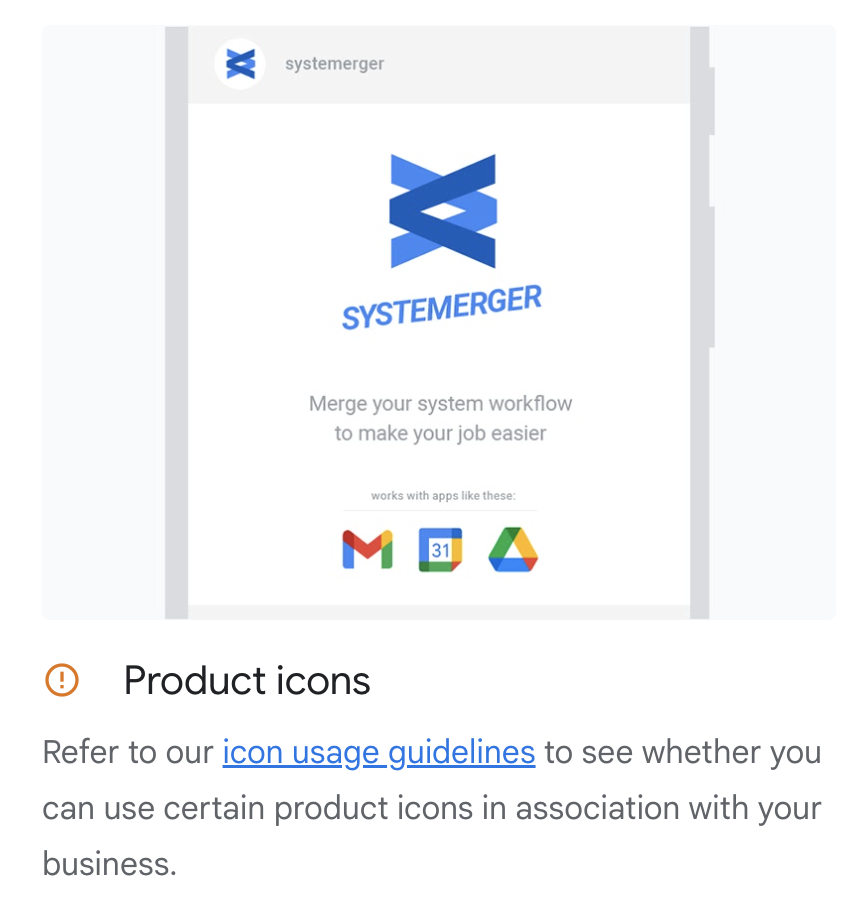 systemerger
SYSTEMERGER
Merge your system workflow
to make your job easier
works with apps like these:
31
Product icons
Refer to our icon usage guidelines to see whether you
can use certain product icons in association with your
business.